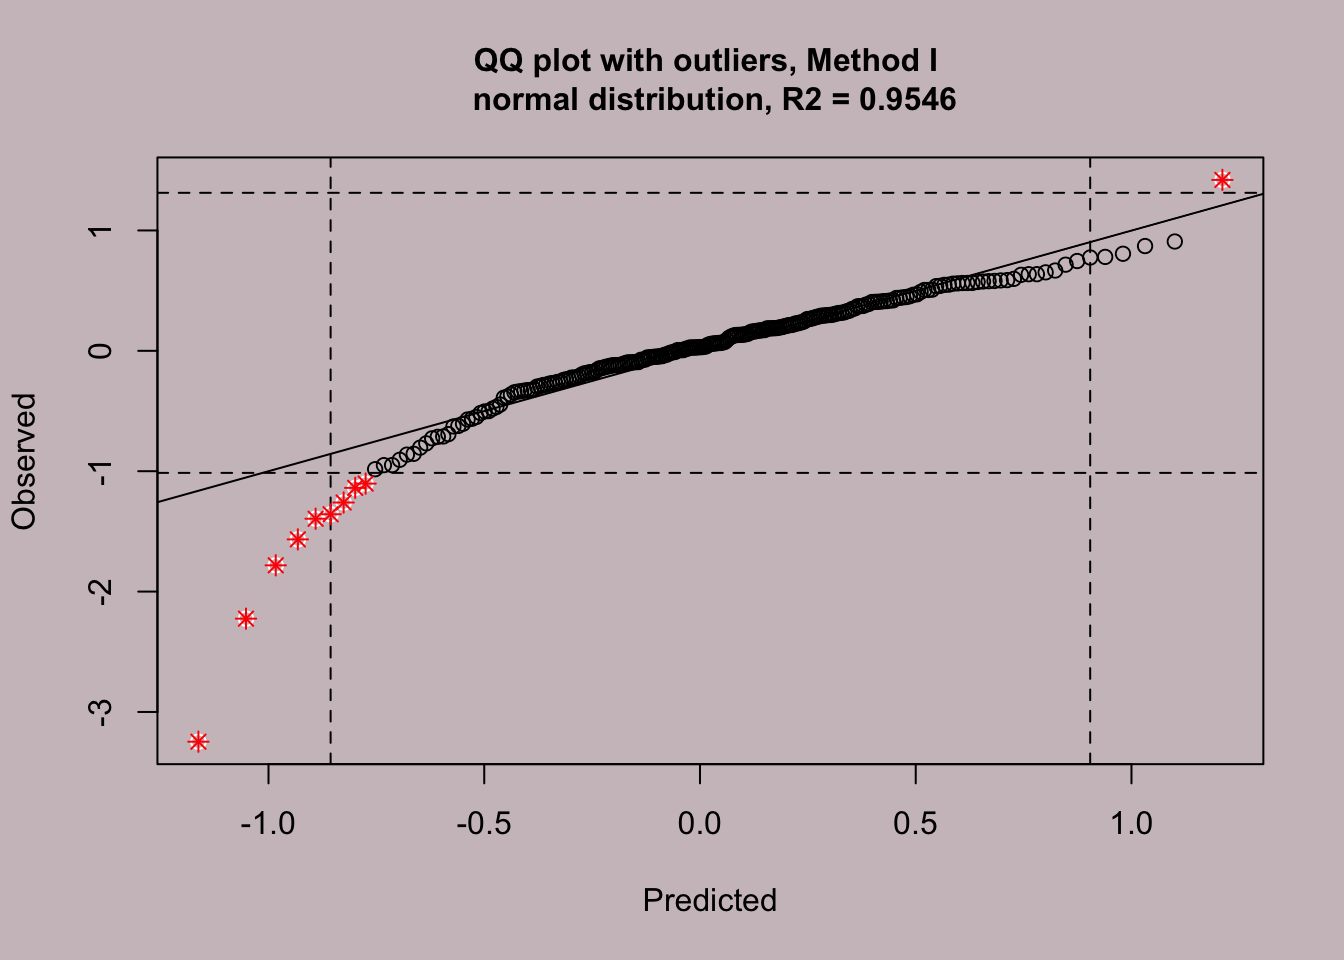 QQ plot with outliers, Method I
normal distribution, R2 = 0.9546
Observed
1
0
-1
-2
-3
-1.0
-0.5
0.0
0.5
1.0
Predicted